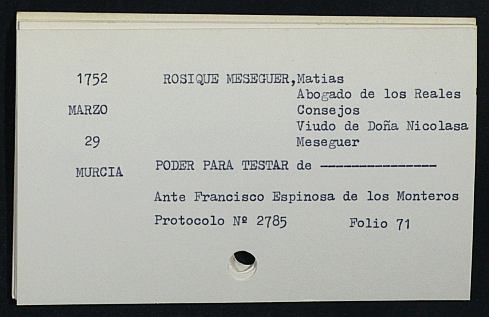 1752 ROSIQUE MESEGUER, Matias
Abogado de los Reales
MARZO Consejos
Viudo de Doña Nicolasa
29 Meseguer
MURCIA PODER PARA TESTAR de ---------------
Ante Francisco Espinosa de los Monteros
Protocolo Nº 2785 Folio 71